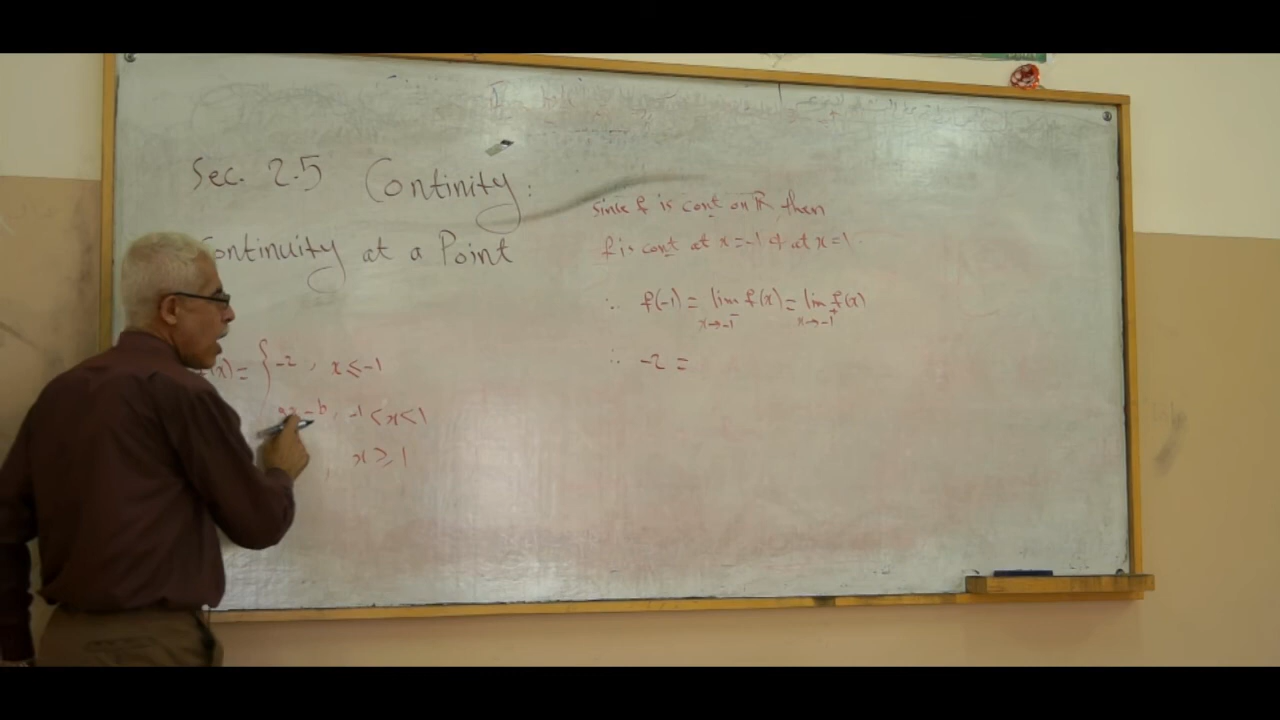 Sec. 2.5 Continity:
Continuity at a Point
f(x) = { -2 , x ≤ -1
ax - b , -1 < x < 1
x ≥ 1
Since f is cont on ℝ, then
f is cont at x = -1 & at x = 1.
∴ f(-1) = lim x→-1⁻ f(x) = lim x→-1⁺ f(x)
∴ -2 =